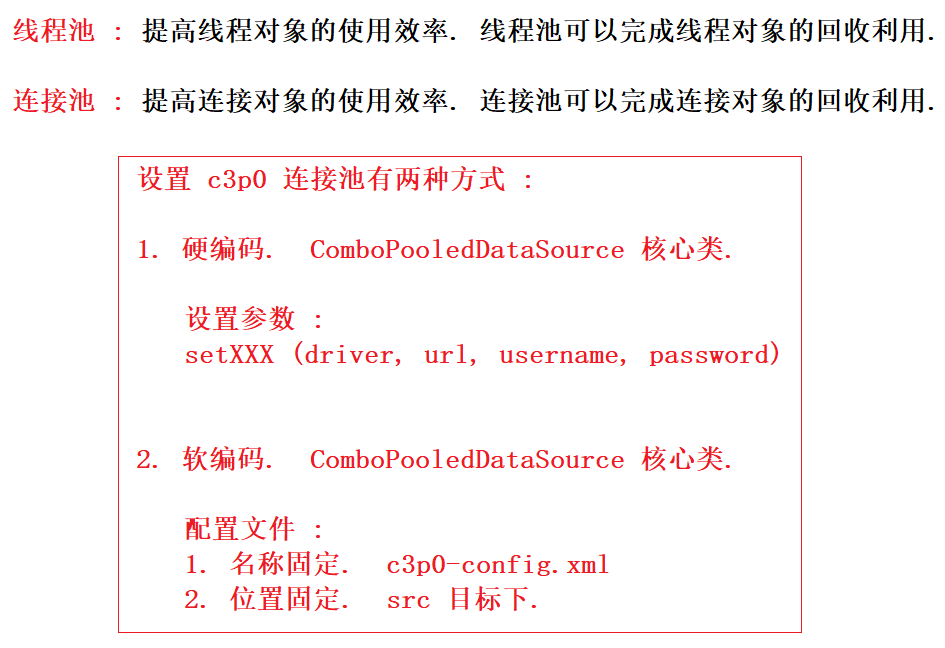 线程池 : 提高线程对象的使用效率. 线程池可以完成线程对象的回收利用.
连接池 : 提高连接对象的使用效率. 连接池可以完成连接对象的回收利用.
设置 c3p0 连接池有两种方式 :
1. 硬编码. ComboPooledDataSource 核心类.
设置参数 :
setXXX (driver, url, username, password)
2. 软编码. ComboPooledDataSource 核心类.
配置文件 :
1. 名称固定. c3p0-config.xml
2. 位置固定. src 目标下.